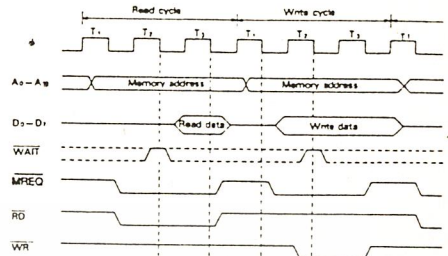 Read cycle Write cycle
T₁ T₂ T₃ T₁ T₂ T₃ T₁
ϕ
A₀–A₁₉ Memory address Memory address
D₀–D₇ Read data Write data
WAIT
MREQ
RD
WR